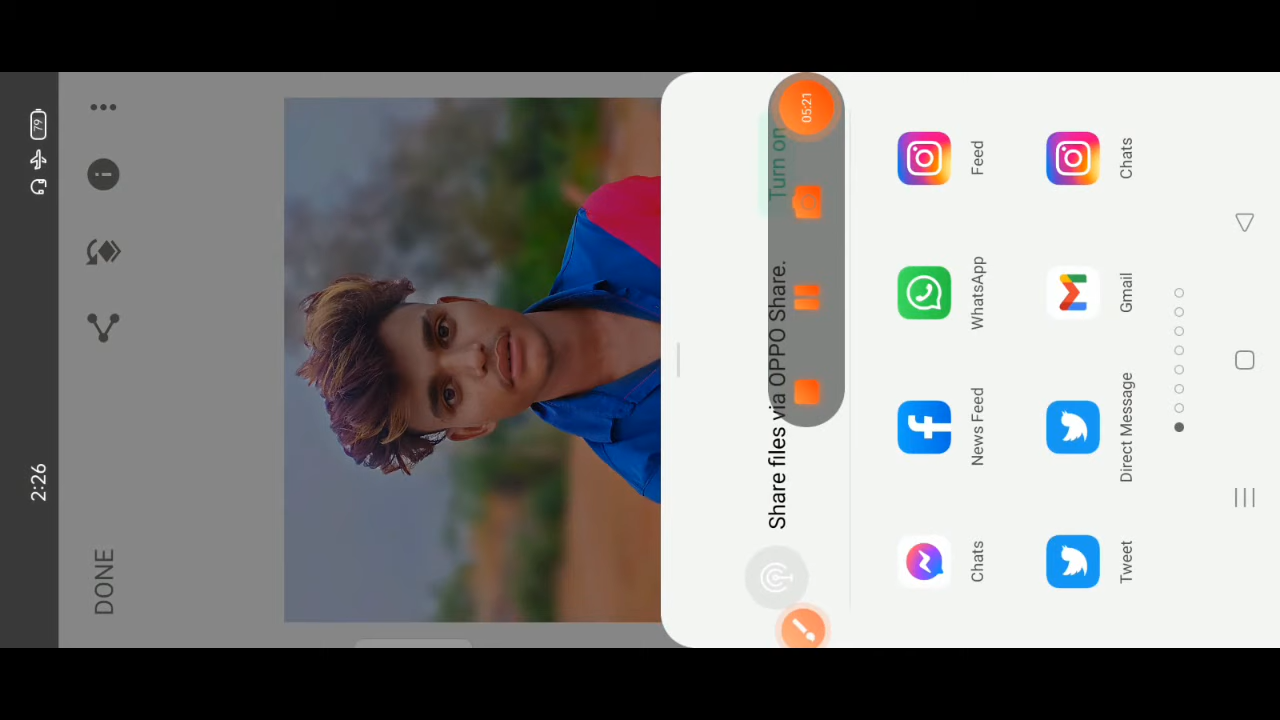 2:26
79
DONE
Share files via OPPO Share.
Turn on
05:21
Chats
News Feed
WhatsApp
Feed
Tweet
Direct Message
Gmail
Chats